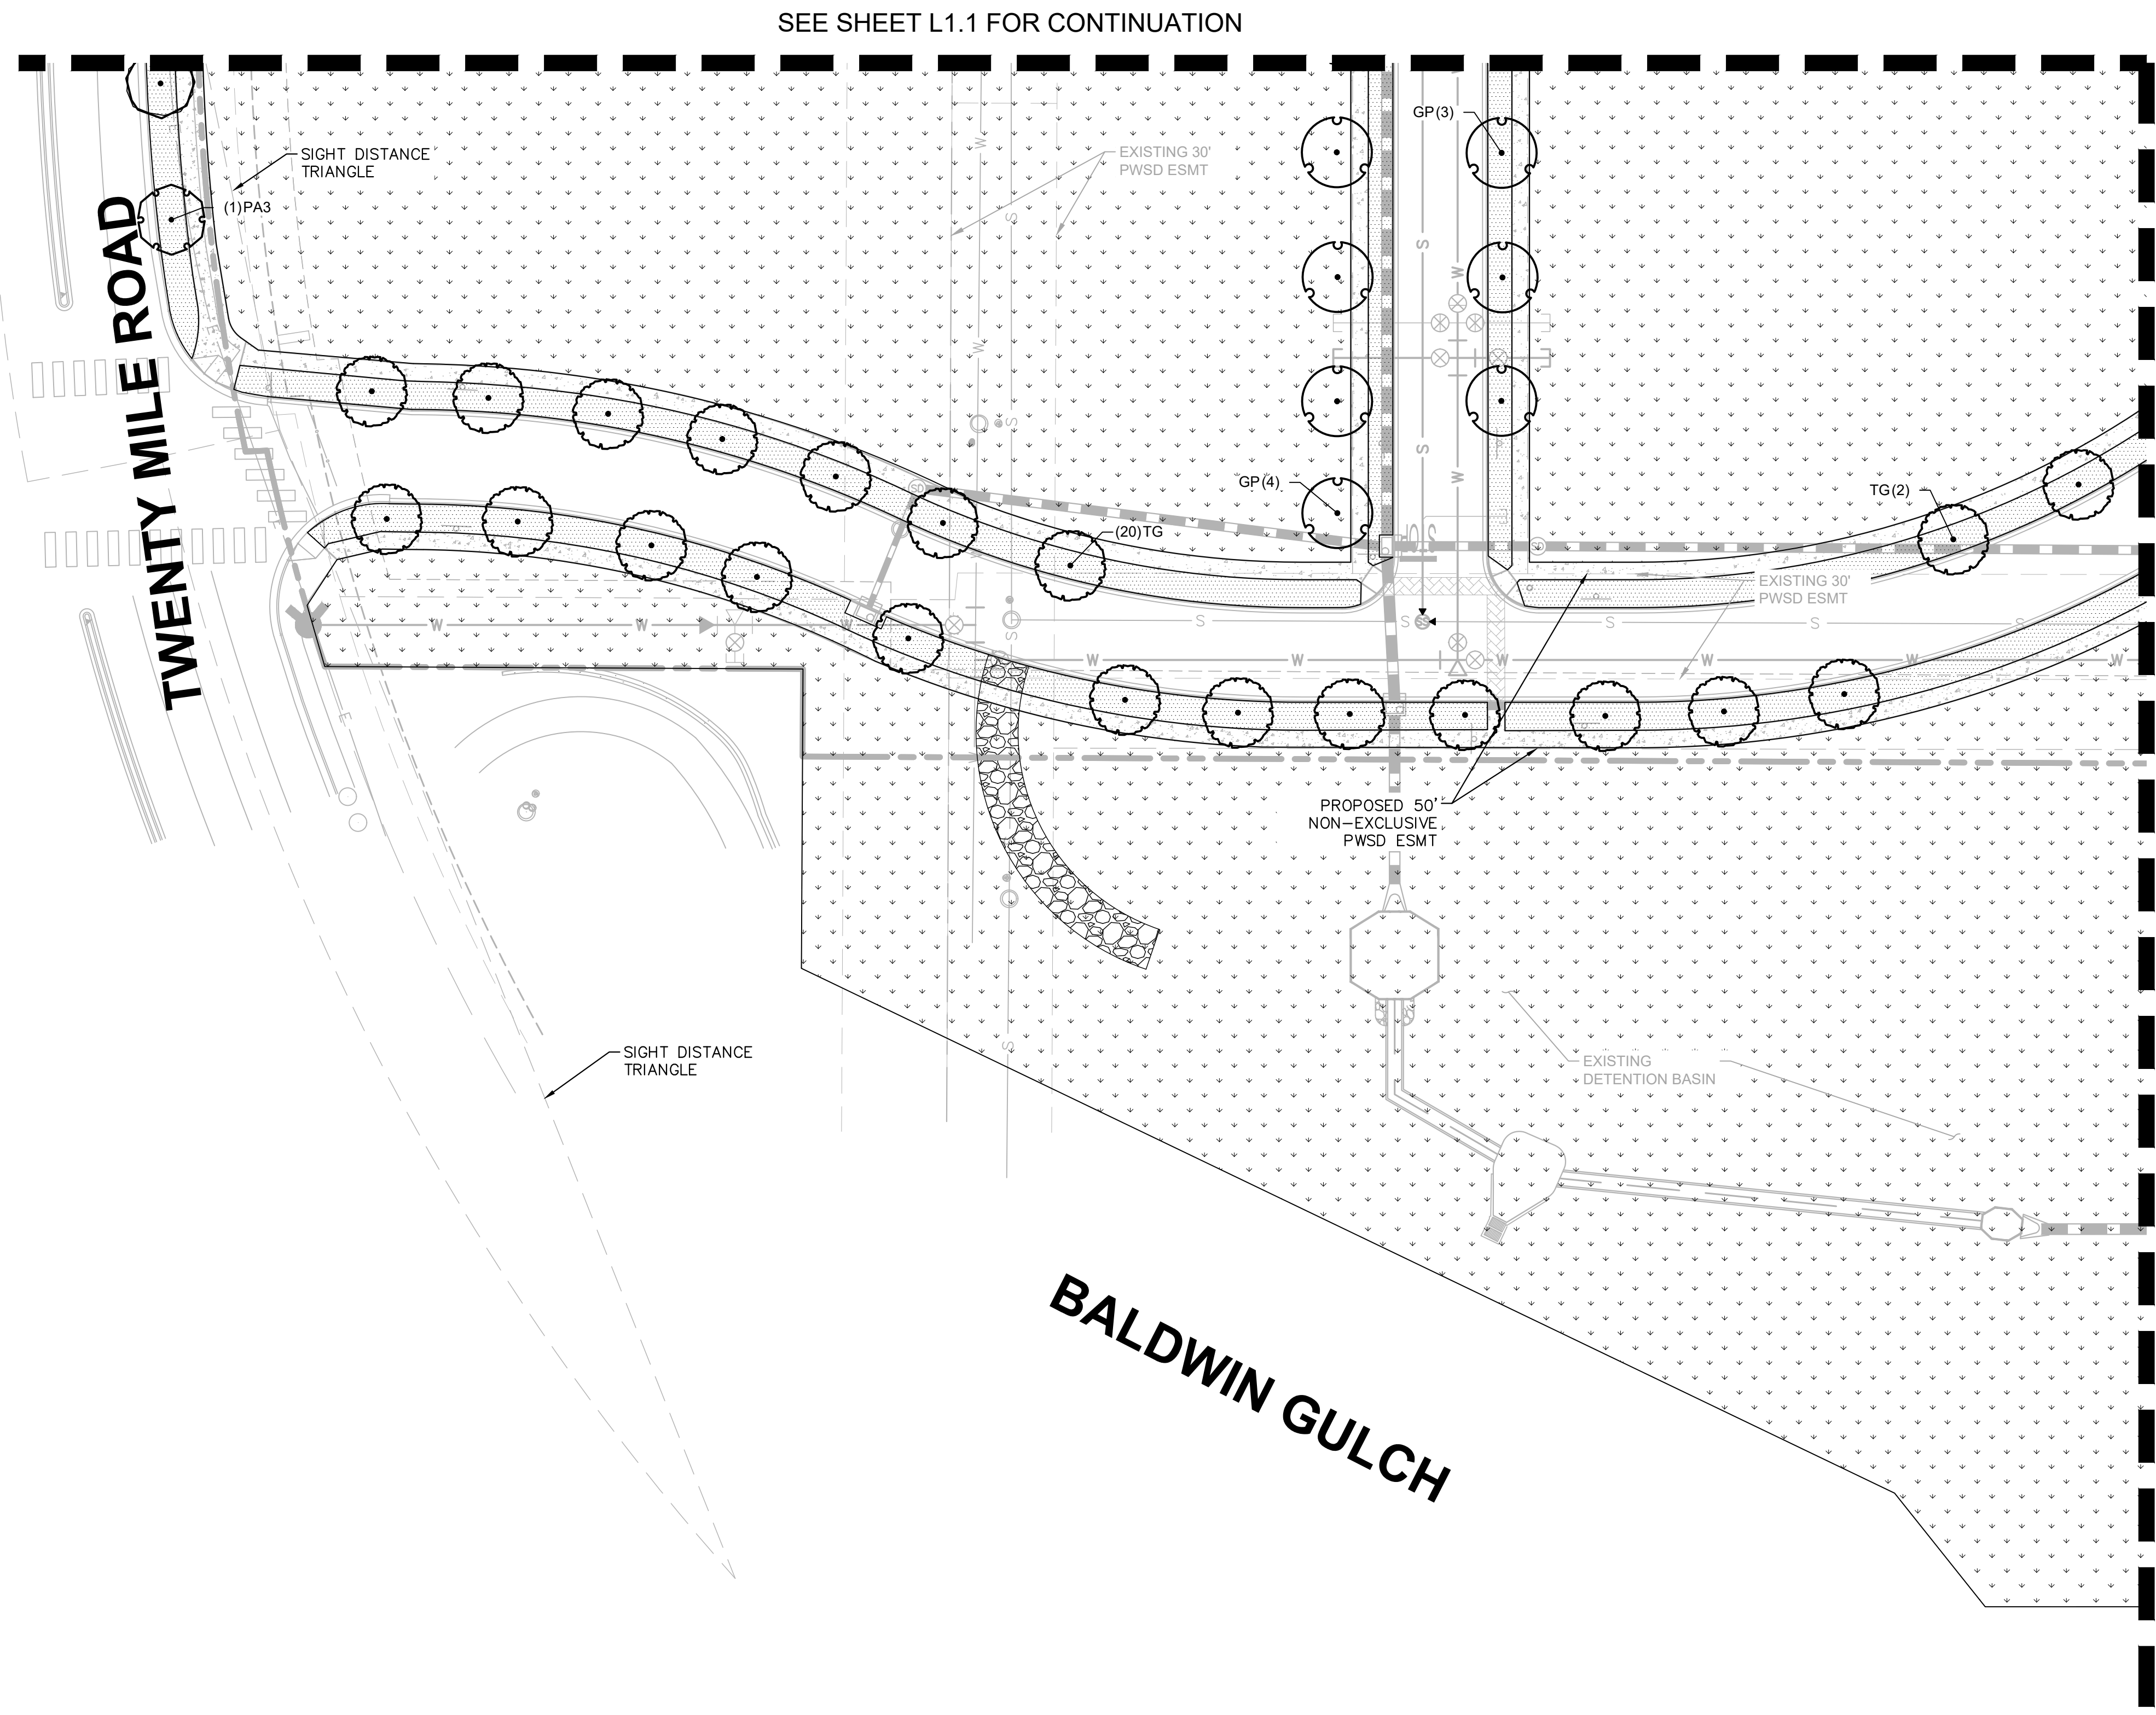 SEE SHEET L1.1 FOR CONTINUATION
GP(3)
SIGHT DISTANCE
TRIANGLE
EXISTING 30'
PWSD ESMT
(1)PA3
TWENTY MILE ROAD
GP(4)
TG(2)
(20)TG
EXISTING 30'
PWSD ESMT
PROPOSED 50'
NON-EXCLUSIVE
PWSD ESMT
SIGHT DISTANCE
TRIANGLE
EXISTING
DETENTION BASIN
BALDWIN GULCH
W
W
S
S
S
S
W
W
S
SD
W
W
W
S
S
S
S
S
W
W
W
W
W
W
S
E